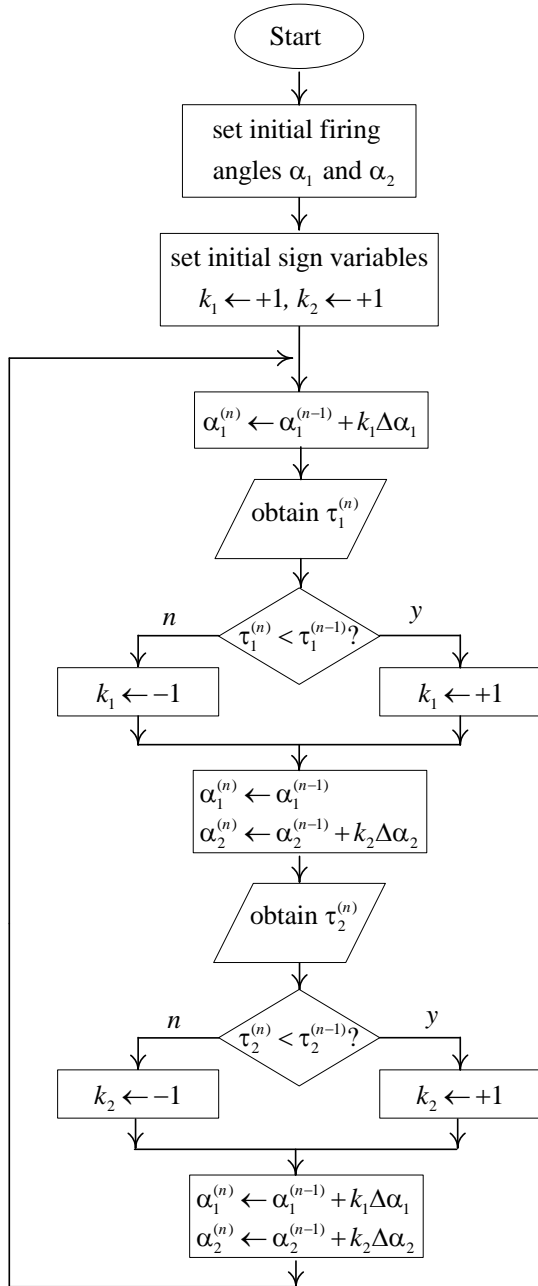 Start
set initial firing
angles α₁ and α₂
set initial sign variables
k₁ ← +1, k₂ ← +1
α₁⁽ⁿ⁾ ← α₁⁽ⁿ⁻¹⁾ + k₁Δα₁
obtain τ₁⁽ⁿ⁾
τ₁⁽ⁿ⁾ < τ₁⁽ⁿ⁻¹⁾?
n
y
k₁ ← −1
k₁ ← +1
α₁⁽ⁿ⁾ ← α₁⁽ⁿ⁻¹⁾
α₂⁽ⁿ⁾ ← α₂⁽ⁿ⁻¹⁾ + k₂Δα₂
obtain τ₂⁽ⁿ⁾
τ₂⁽ⁿ⁾ < τ₂⁽ⁿ⁻¹⁾?
n
y
k₂ ← −1
k₂ ← +1
α₁⁽ⁿ⁾ ← α₁⁽ⁿ⁻¹⁾ + k₁Δα₁
α₂⁽ⁿ⁾ ← α₂⁽ⁿ⁻¹⁾ + k₂Δα₂